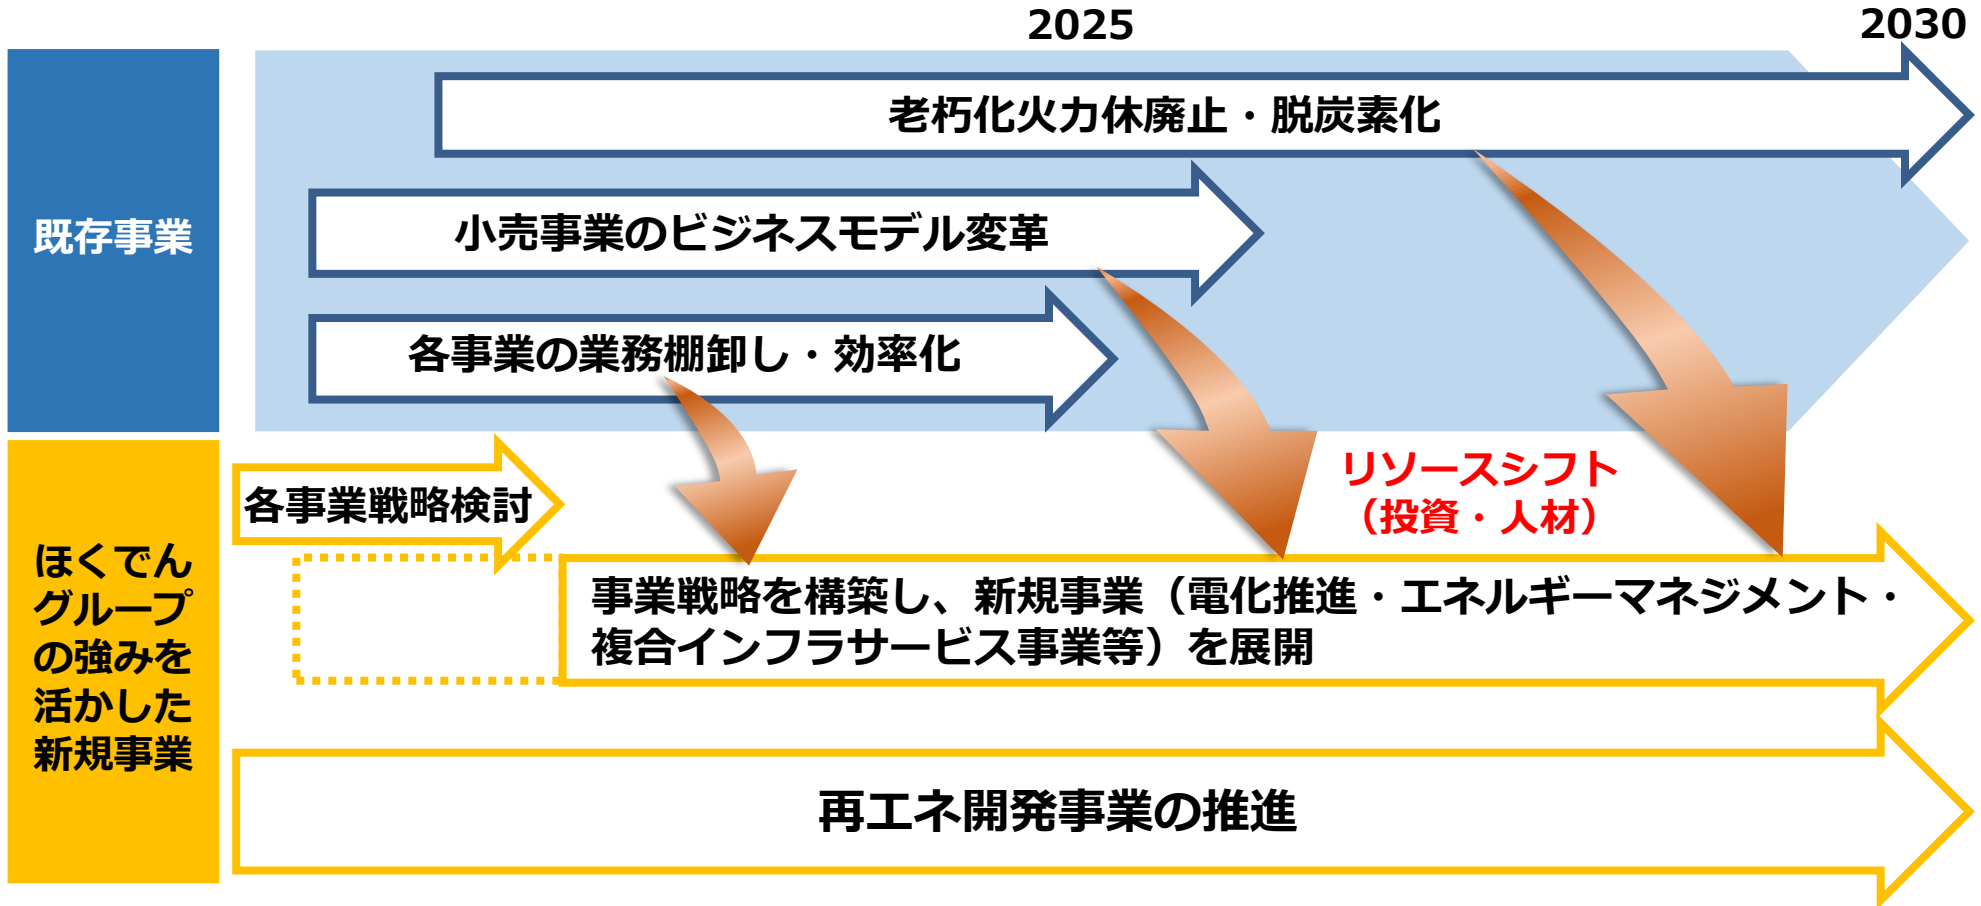 2025
2030
既存事業
老朽化火力休廃止・脱炭素化
小売事業のビジネスモデル変革
各事業の業務棚卸し・効率化
ほくでん
グループ
の強みを
活かした
新規事業
各事業戦略検討
リソースシフト
（投資・人材）
事業戦略を構築し、新規事業（電化推進・エネルギーマネジメント・
複合インフラサービス事業等）を展開
再エネ開発事業の推進